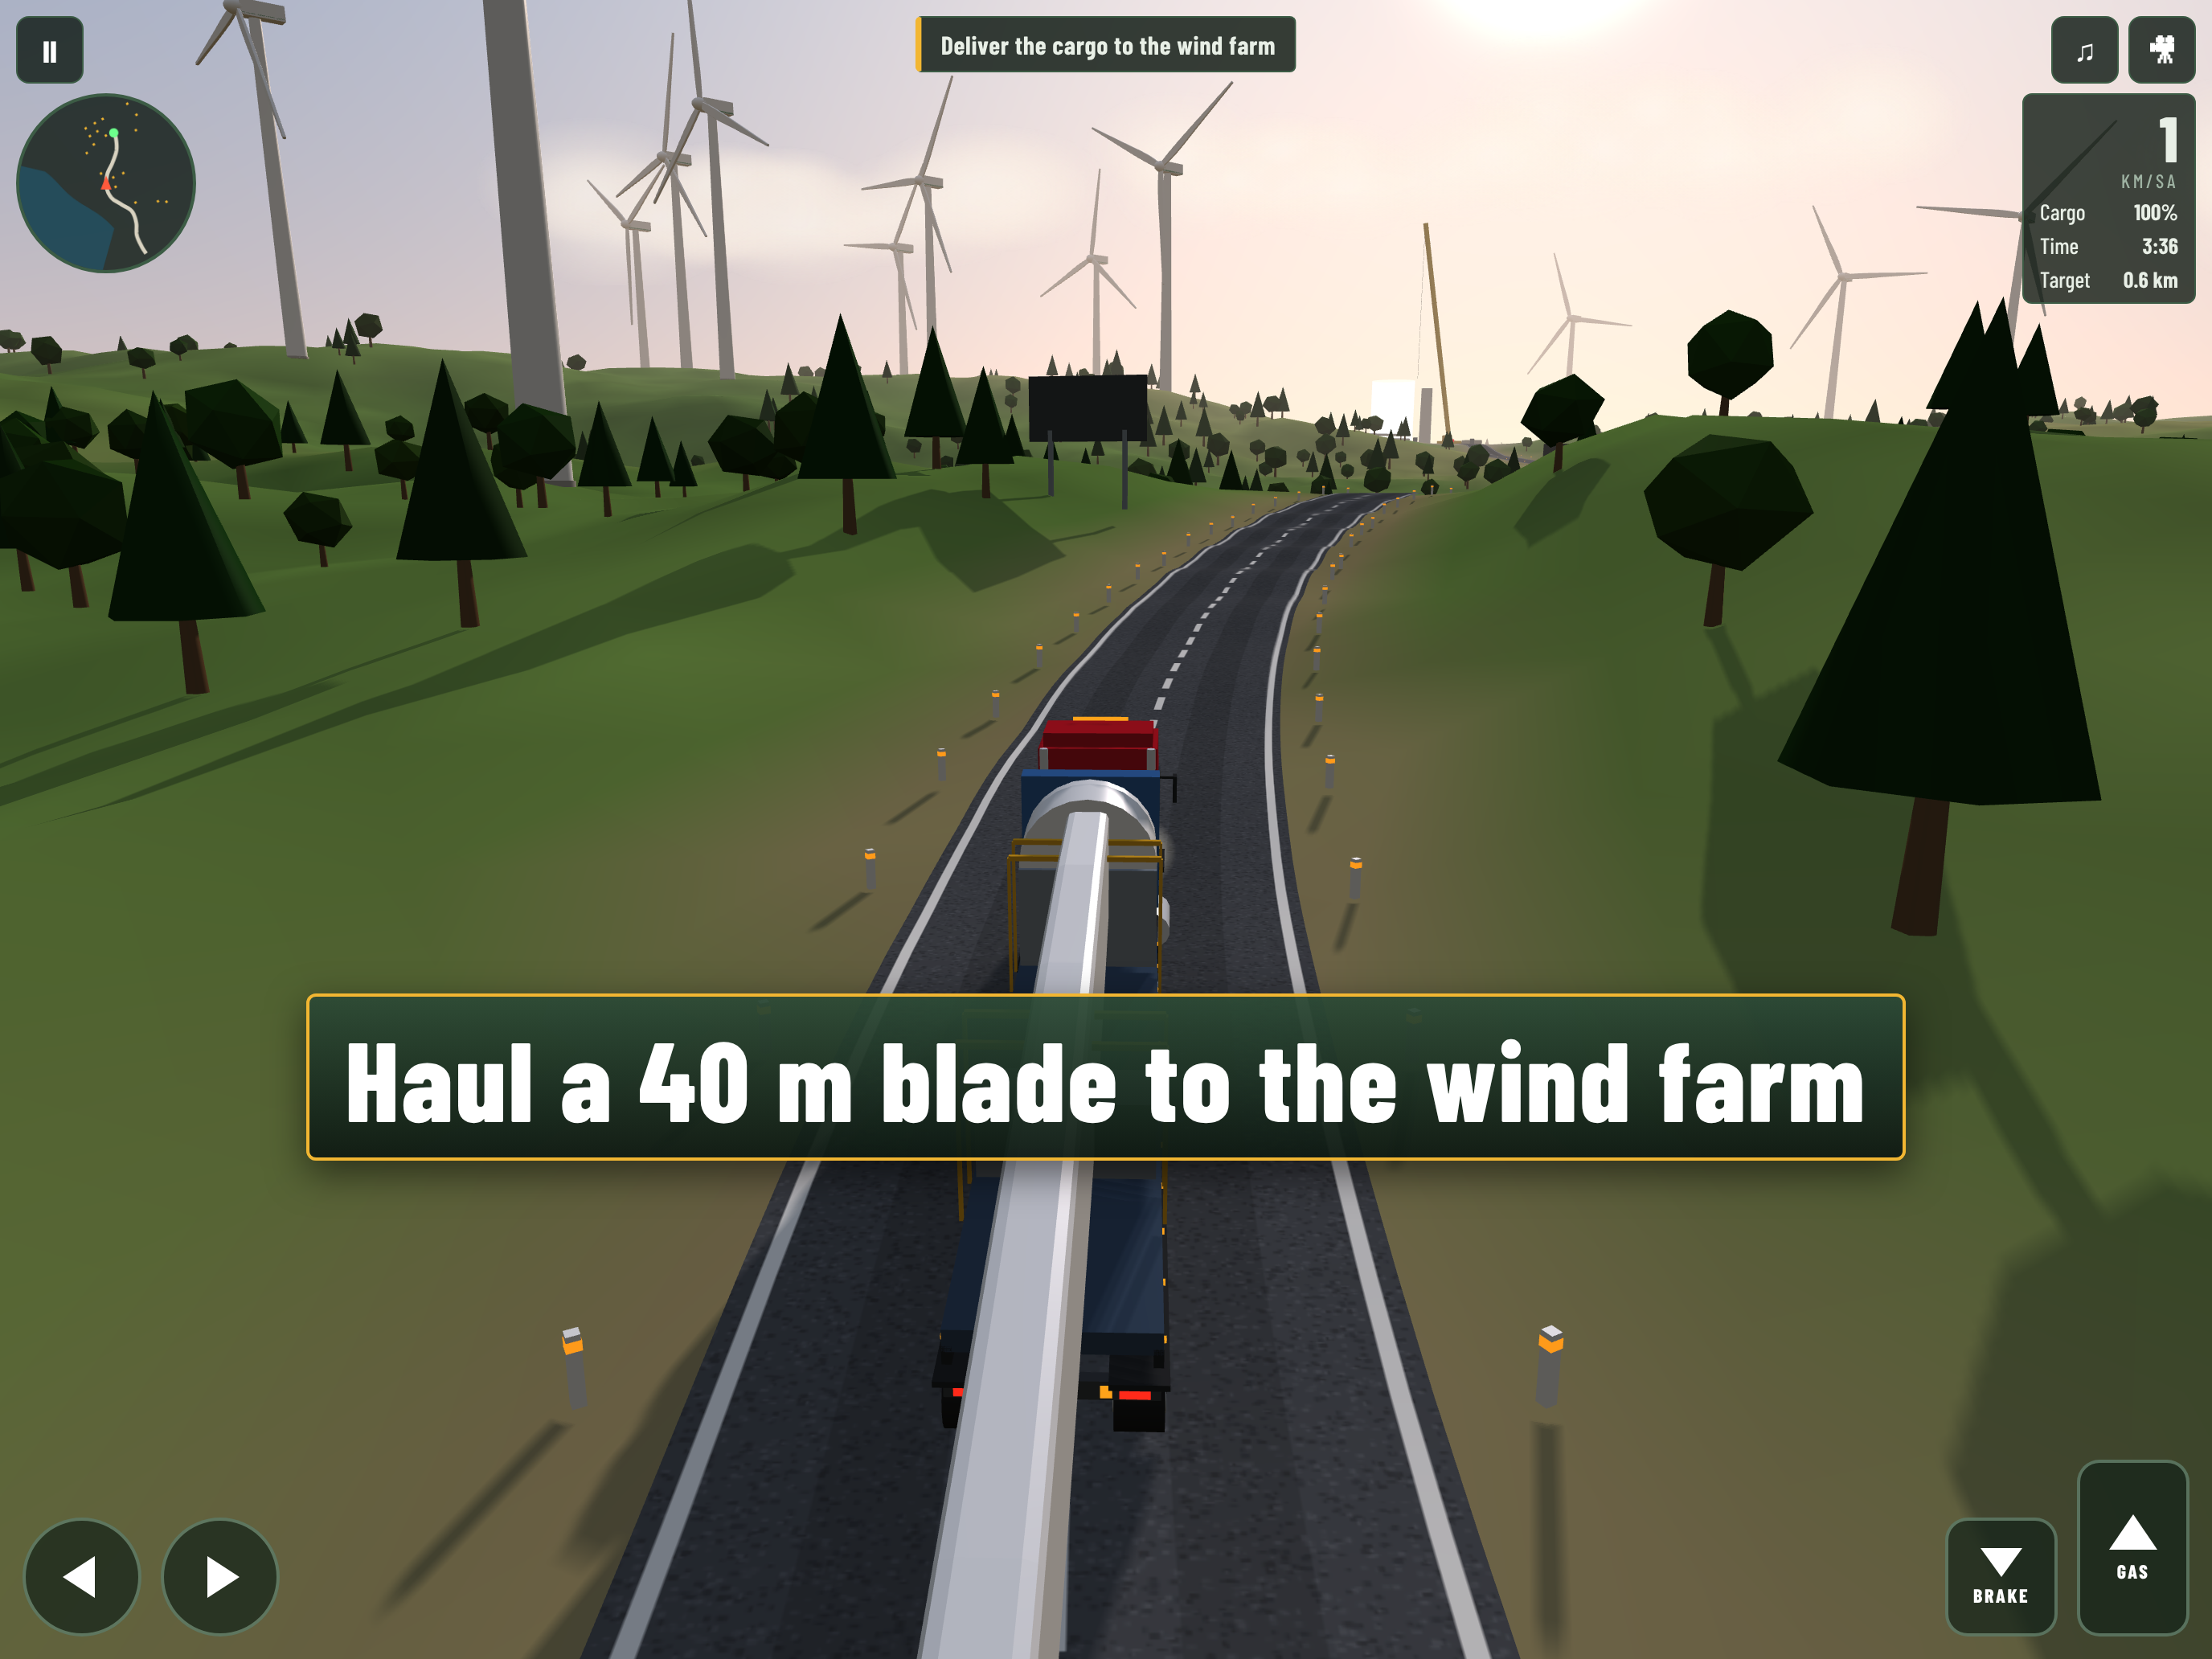 Deliver the cargo to the wind farm
1
KM/SA
Cargo 100%
Time 3:36
Target 0.6 km
Haul a 40 m blade to the wind farm
BRAKE
GAS